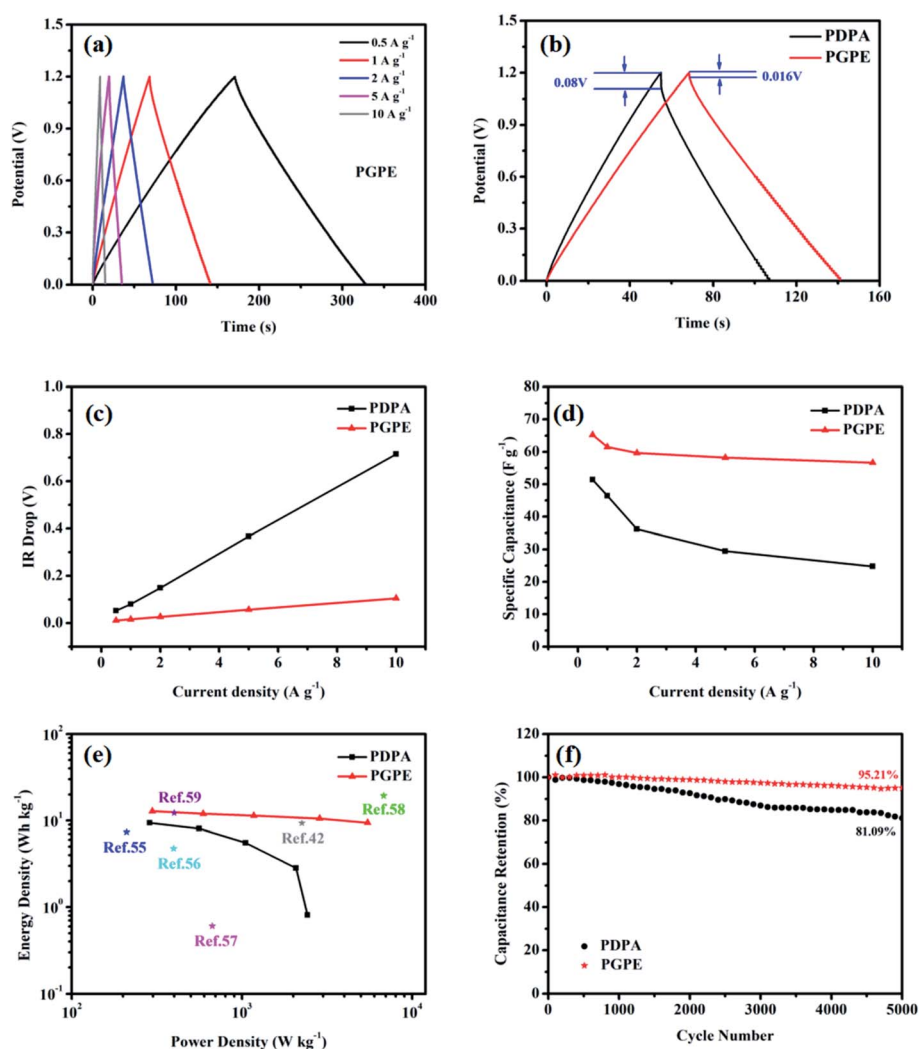 (a)
0.5 A g⁻¹
1 A g⁻¹
2 A g⁻¹
5 A g⁻¹
10 A g⁻¹
PGPE
Potential (V)
1.5
1.2
0.9
0.6
0.3
0.0
0 100 200 300 400
Time (s)
(b)
PDPA
PGPE
0.08V
0.016V
Potential (V)
1.5
1.2
0.9
0.6
0.3
0.0
0 40 80 120 160
Time (s)
(c)
PDPA
PGPE
IR Drop (V)
1.0
0.8
0.6
0.4
0.2
0.0
0 2 4 6 8 10
Current density (A g⁻¹)
(d)
PDPA
PGPE
Specific Capacitance (F g⁻¹)
80
70
60
50
40
30
20
10
0
0 2 4 6 8 10
Current density (A g⁻¹)
(e)
PDPA
PGPE
Ref.59
Ref.58
Ref.42
Ref.55
Ref.56
Ref.57
Energy Density (Wh kg⁻¹)
10²
10¹
10⁰
10⁻¹
10² 10³ 10⁴
Power Density (W kg⁻¹)
(f)
95.21%
81.09%
PDPA
PGPE
Capacitance Retention (%)
120
100
80
60
40
20
0
0 1000 2000 3000 4000 5000
Cycle Number